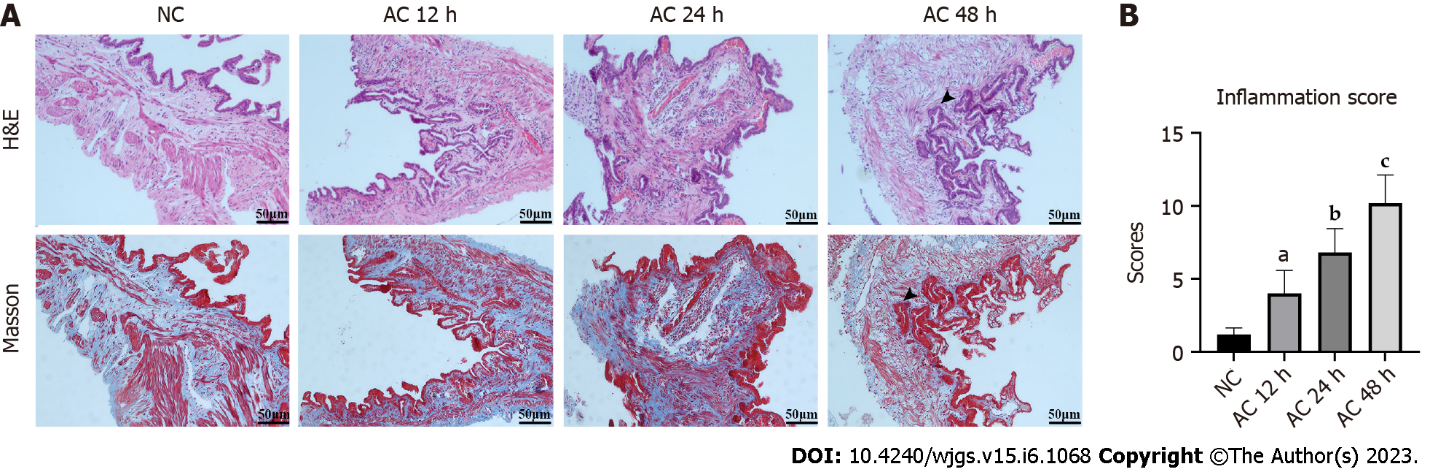 A
NC
AC 12 h
AC 24 h
AC 48 h
H&E
50μm
50μm
50μm
50μm
Masson
50μm
50μm
50μm
50μm
B
Inflammation score
Scores
15
10
5
0
a
b
c
NC
AC 12 h
AC 24 h
AC 48 h
DOI: 10.4240/wjgs.v15.i6.1068 Copyright ©The Author(s) 2023.